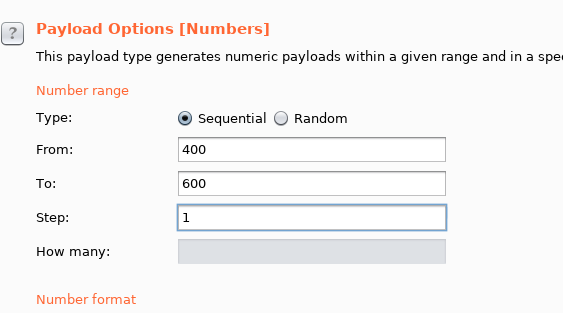 ?
Payload Options [Numbers]
This payload type generates numeric payloads within a given range and in a spe
Number range
Type: Sequential Random
From: 400
To: 600
Step: 1
How many:
Number format